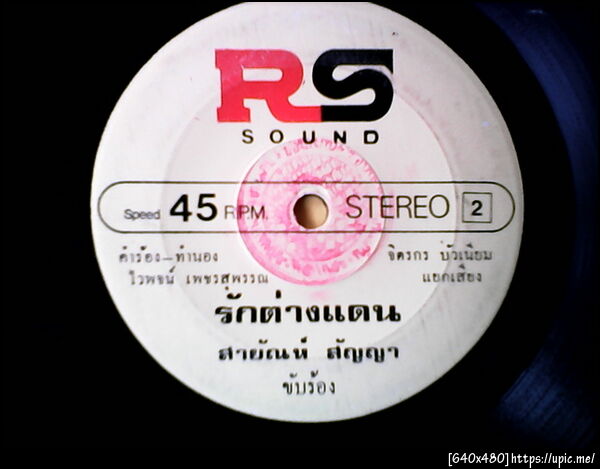 RS
SOUND
Speed 45 R.P.M. STEREO 2
คำร้อง-ทำนอง จิตรกร บัวเนียม
ไวพจน์ เพชรสุพรรณ แยกเสียง
รักต่างแดน
สายัณห์ สัญญา
ขับร้อง
[640x480]https://upic.me/